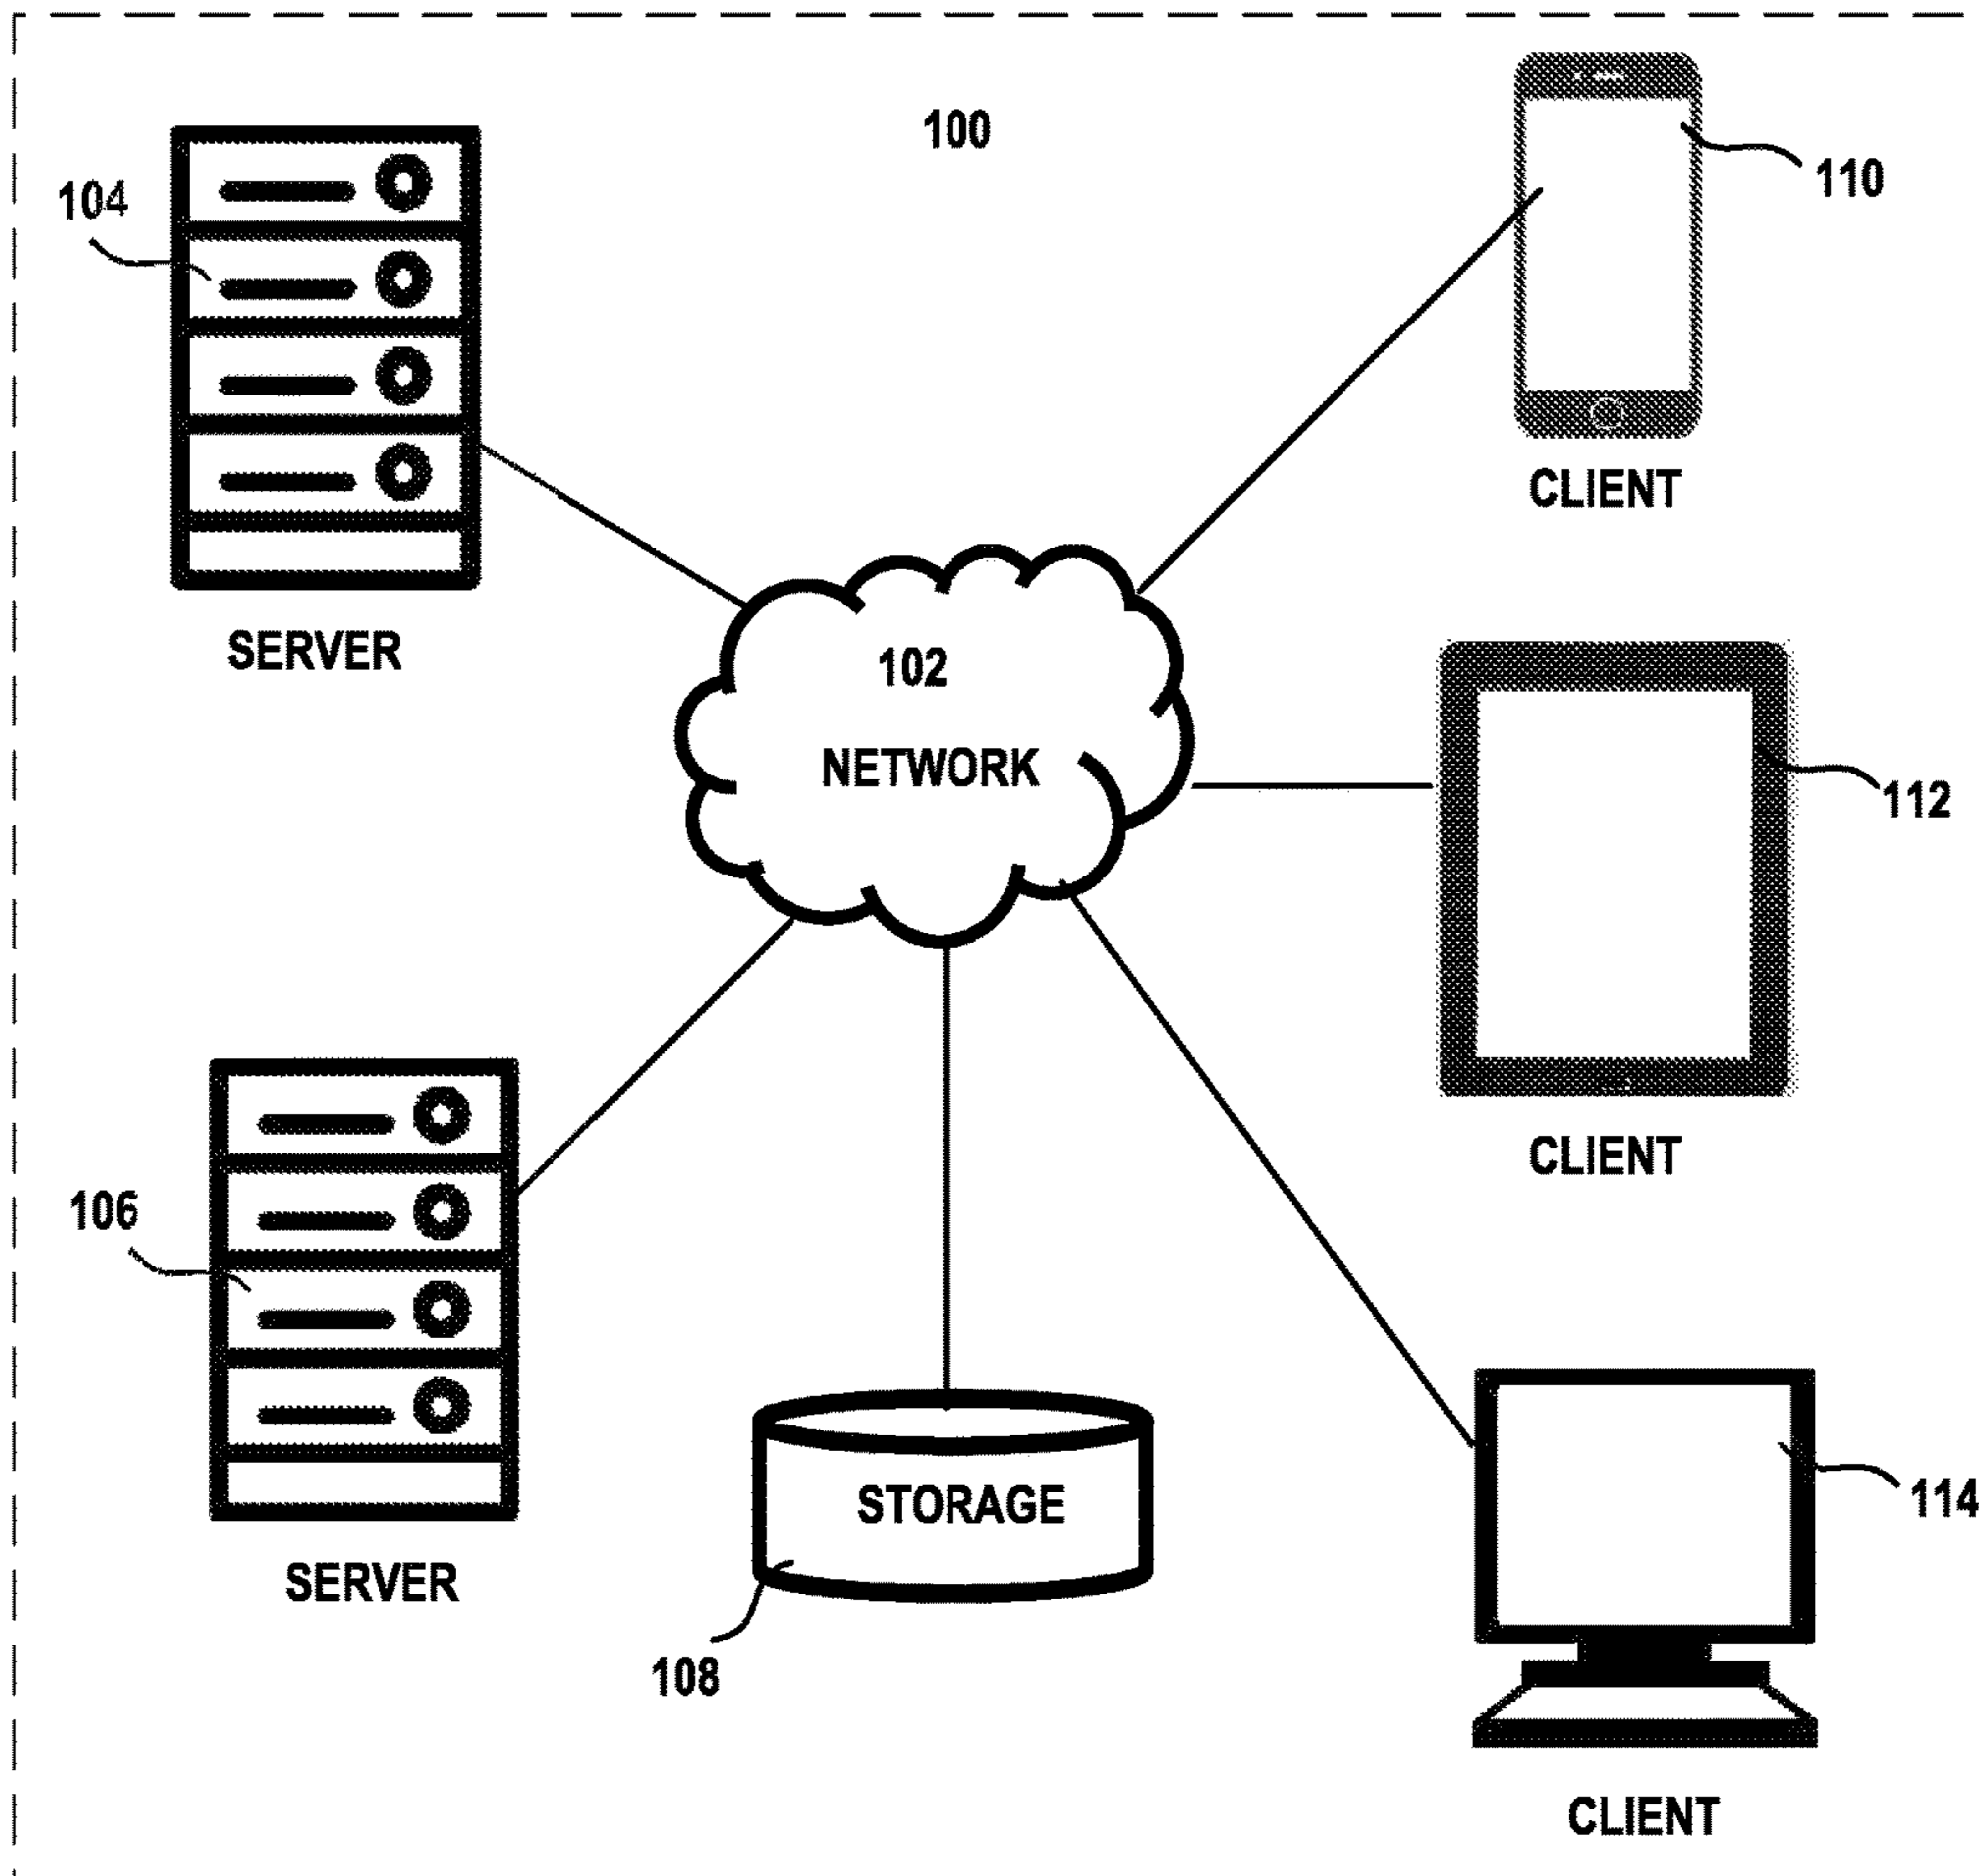 100
110
104
CLIENT
SERVER
102
NETWORK
112
CLIENT
106
STORAGE
114
SERVER
108
CLIENT